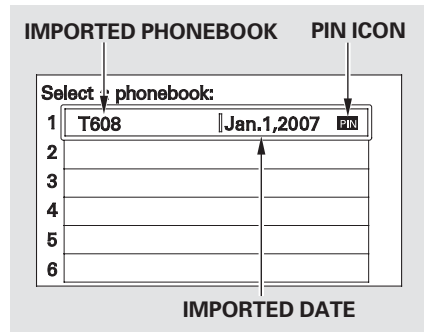 IMPORTED PHONEBOOK PIN ICON
Select a phonebook:
1 T608 Jan.1,2007 PIN
2
3
4
5
6
IMPORTED DATE